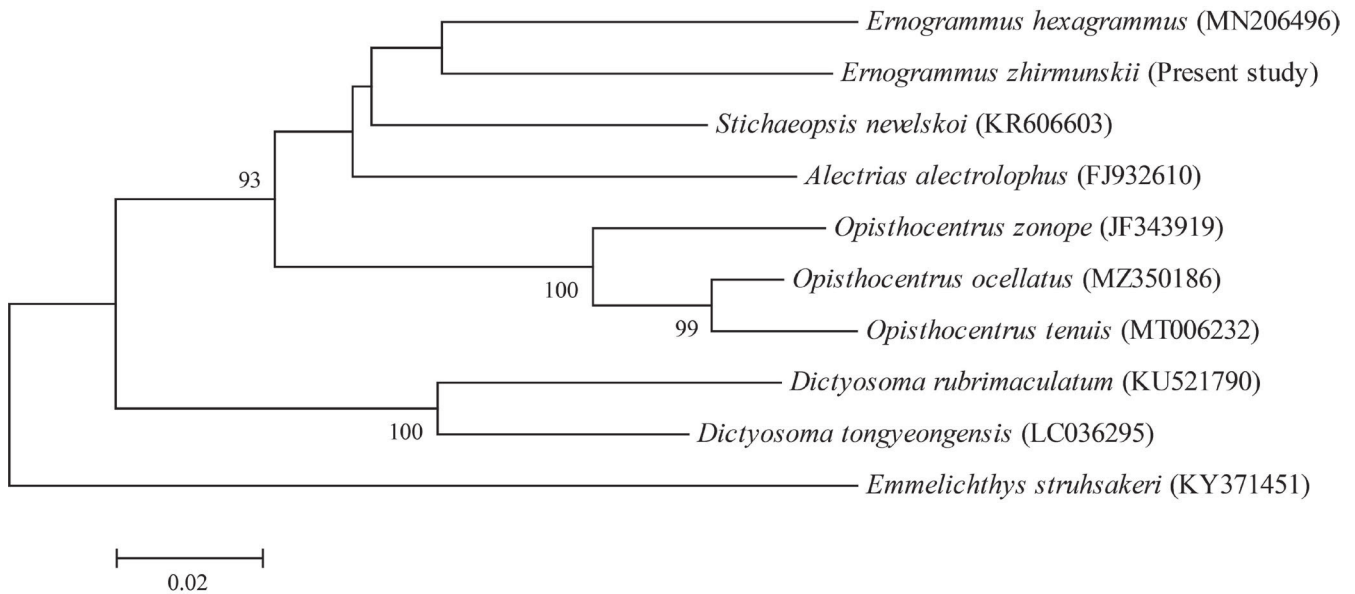 Ernogrammus hexagrammus (MN206496)
Ernogrammus zhirmunskii (Present study)
Stichaeopsis nevelskoi (KR606603)
Alectrias alectrolophus (FJ932610)
93
Opisthocentrus zonope (JF343919)
Opisthocentrus ocellatus (MZ350186)
100
Opisthocentrus tenuis (MT006232)
99
Dictyosoma rubrimaculatum (KU521790)
Dictyosoma tongyeongensis (LC036295)
100
Emmelichthys struhsakeri (KY371451)
0.02